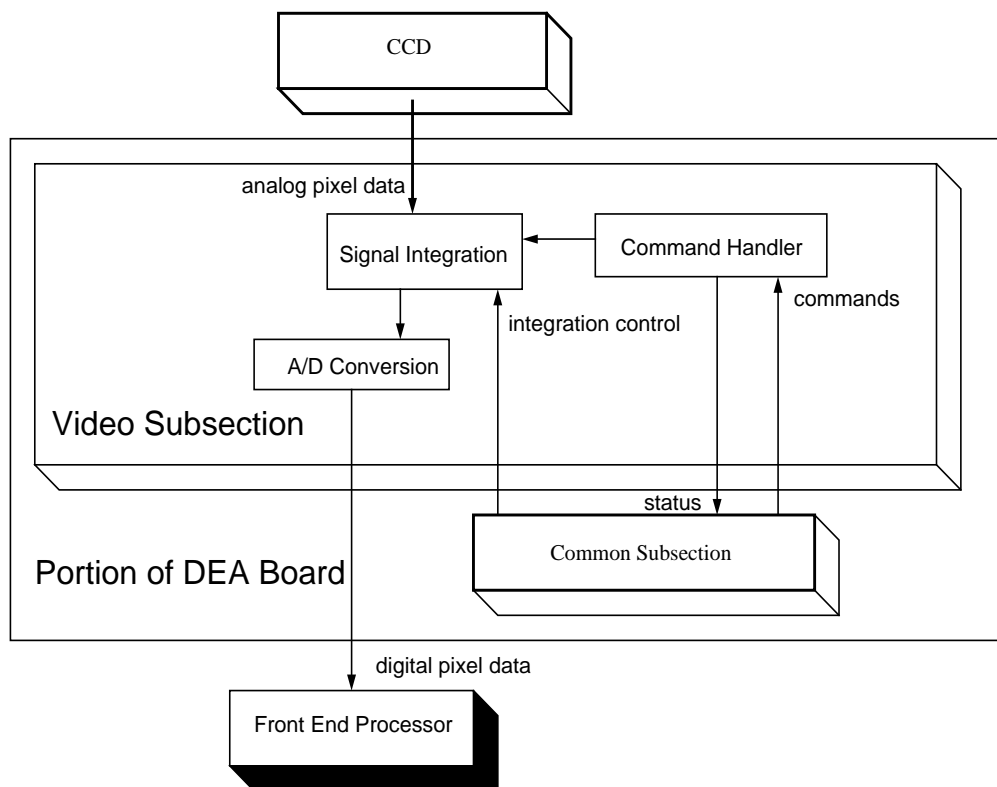 CCD
analog pixel data
Signal Integration
Command Handler
commands
integration control
A/D Conversion
Video Subsection
status
Common Subsection
Portion of DEA Board
digital pixel data
Front End Processor